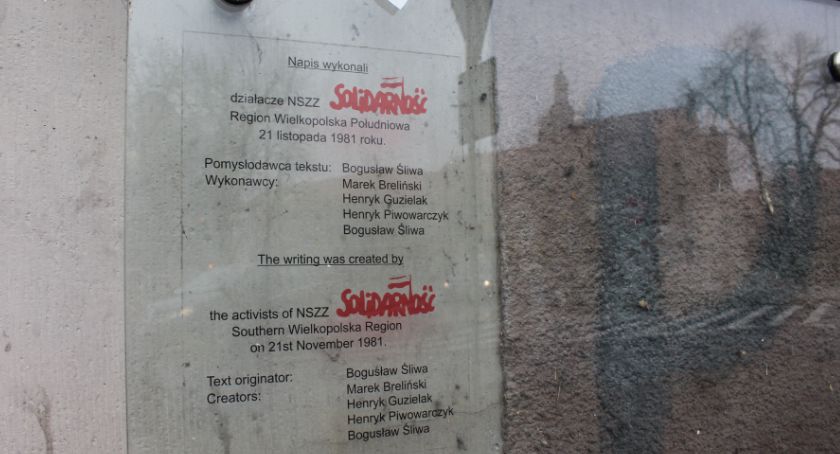 Napis wykonali
działacze NSZZ SOLIDARNOŚĆ
Region Wielkopolska Południowa
21 listopada 1981 roku.
Pomysłodawca tekstu: Bogusław Śliwa
Wykonawcy: Marek Breliński
Henryk Guzielak
Henryk Piwowarczyk
Bogusław Śliwa
The writing was created by
the activists of NSZZ SOLIDARNOŚĆ
Southern Wielkopolska Region
on 21st November 1981.
Text originator: Bogusław Śliwa
Creators: Marek Breliński
Henryk Guzielak
Henryk Piwowarczyk
Bogusław Śliwa